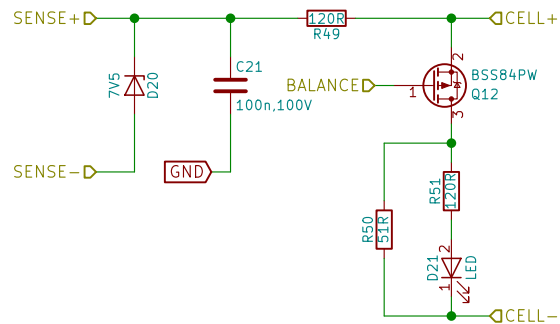 SENSE+
120R
R49
CELL+
7V5
D20
C21
100n,100V
BALANCE
1
2
BSS84PW
Q12
3
SENSE-
GND
R50
51R
R51
120R
D21
2
1
LED
CELL-